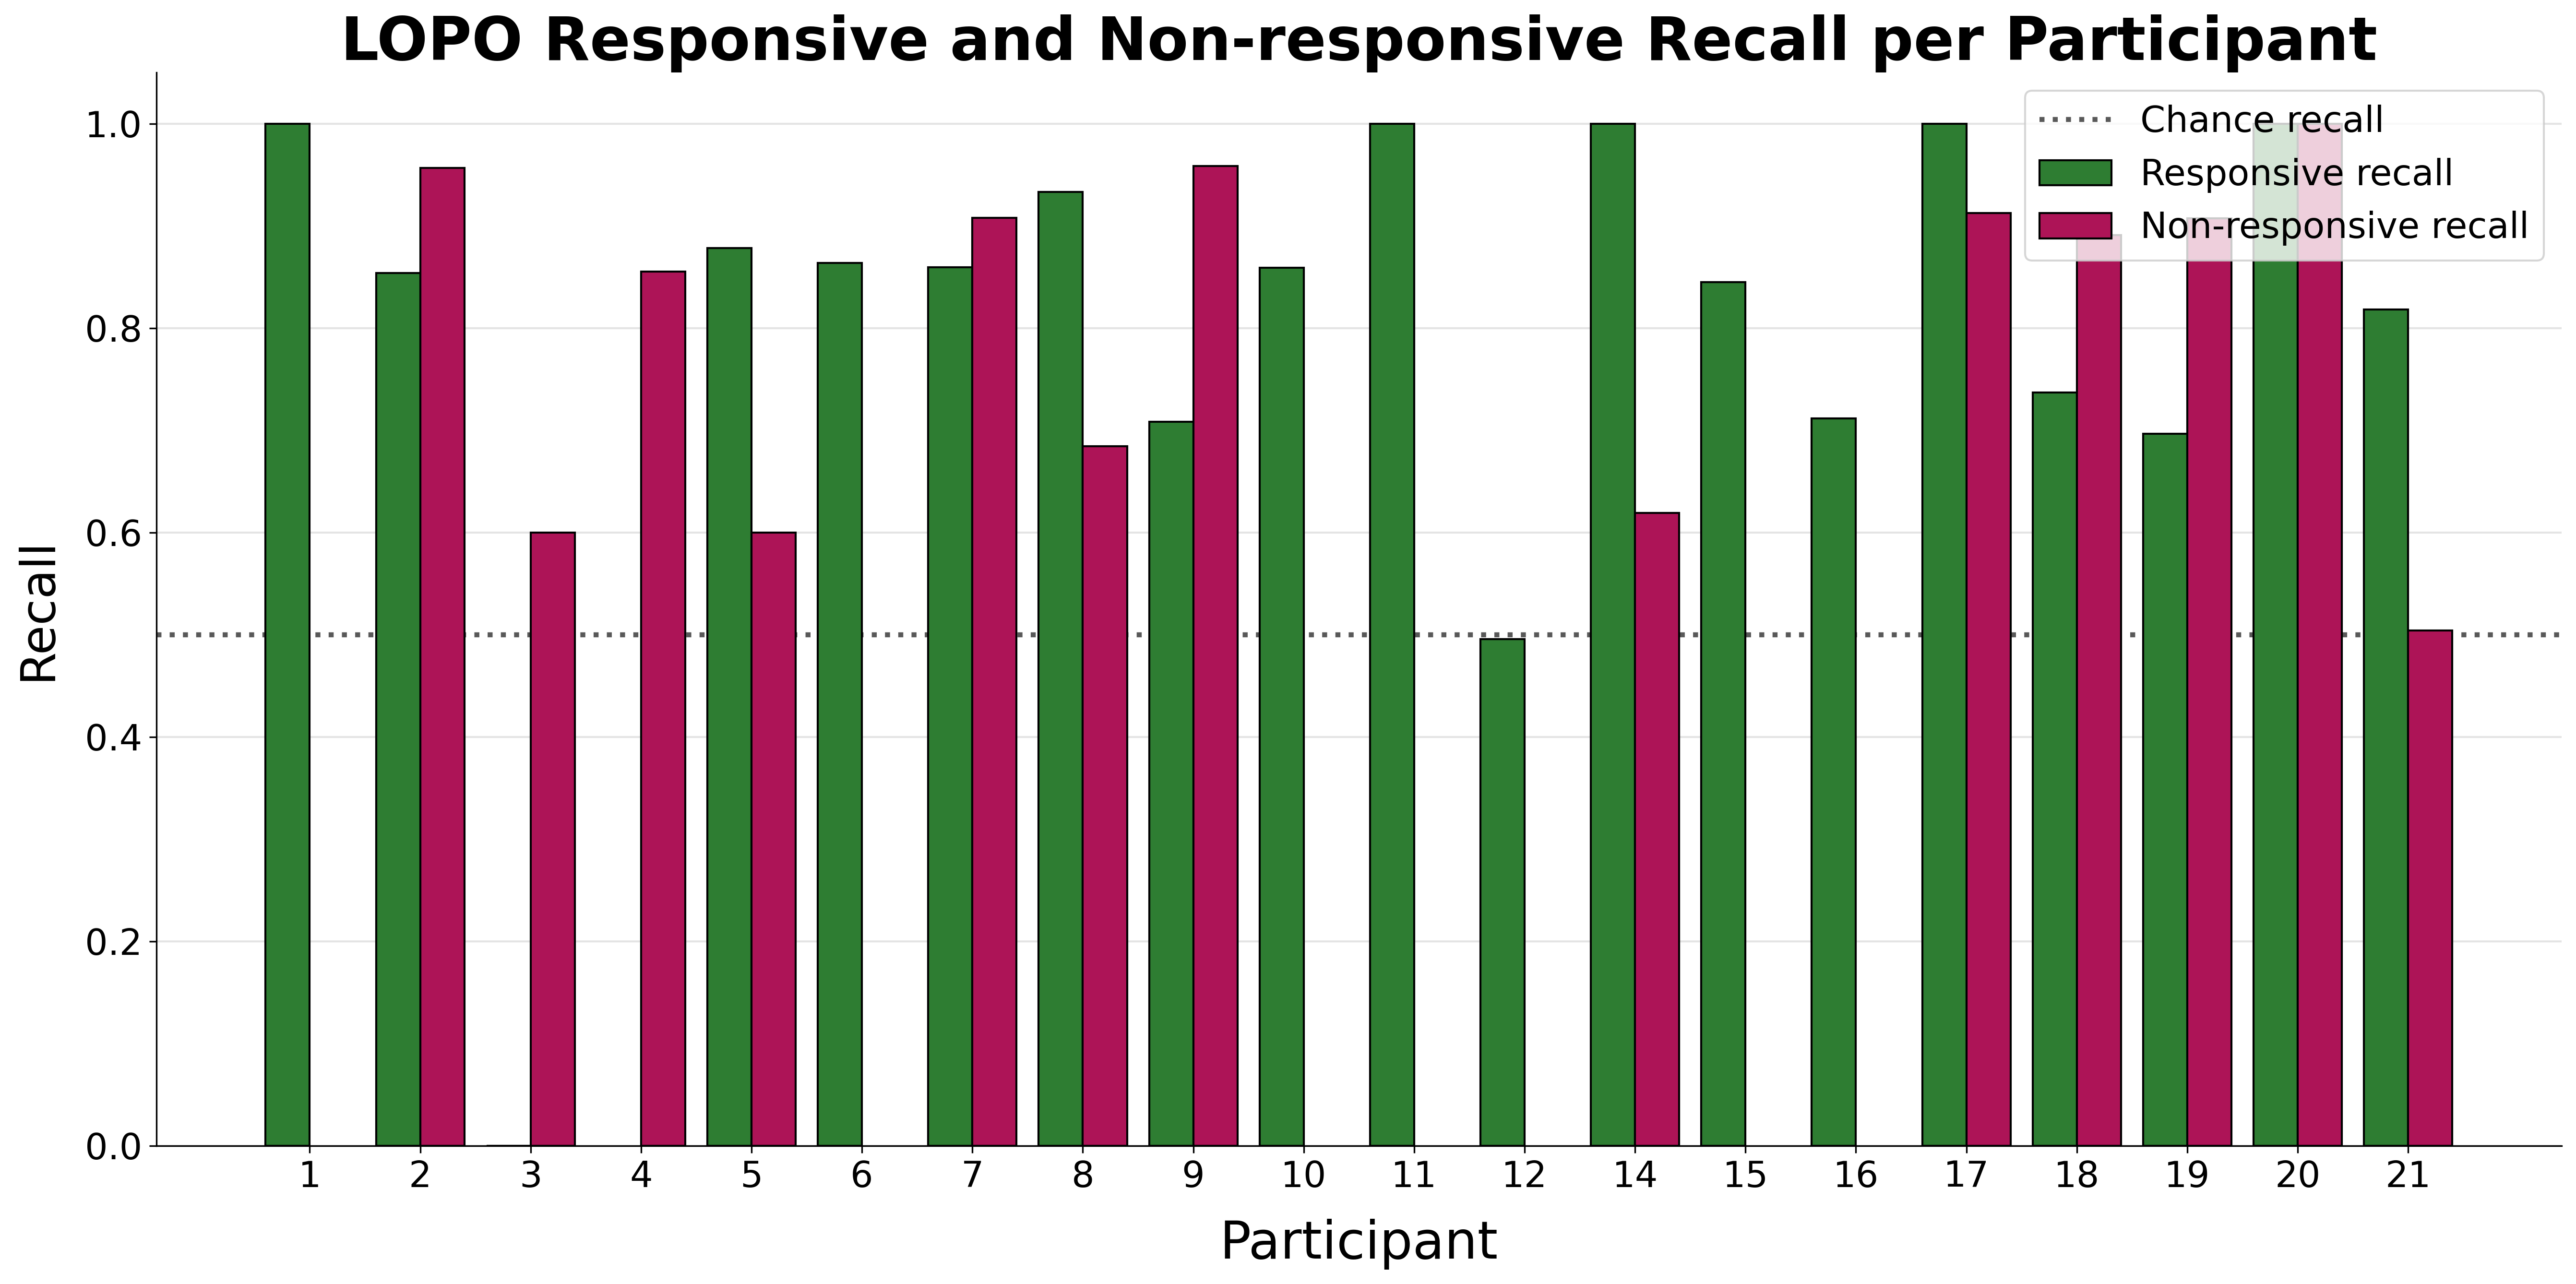 LOPO Responsive and Non-responsive Recall per Participant
Chance recall
Responsive recall
Non-responsive recall
1.0
0.8
0.6
0.4
0.2
0.0
Recall
1 2 3 4 5 6 7 8 9 10 11 12 14 15 16 17 18 19 20 21
Participant